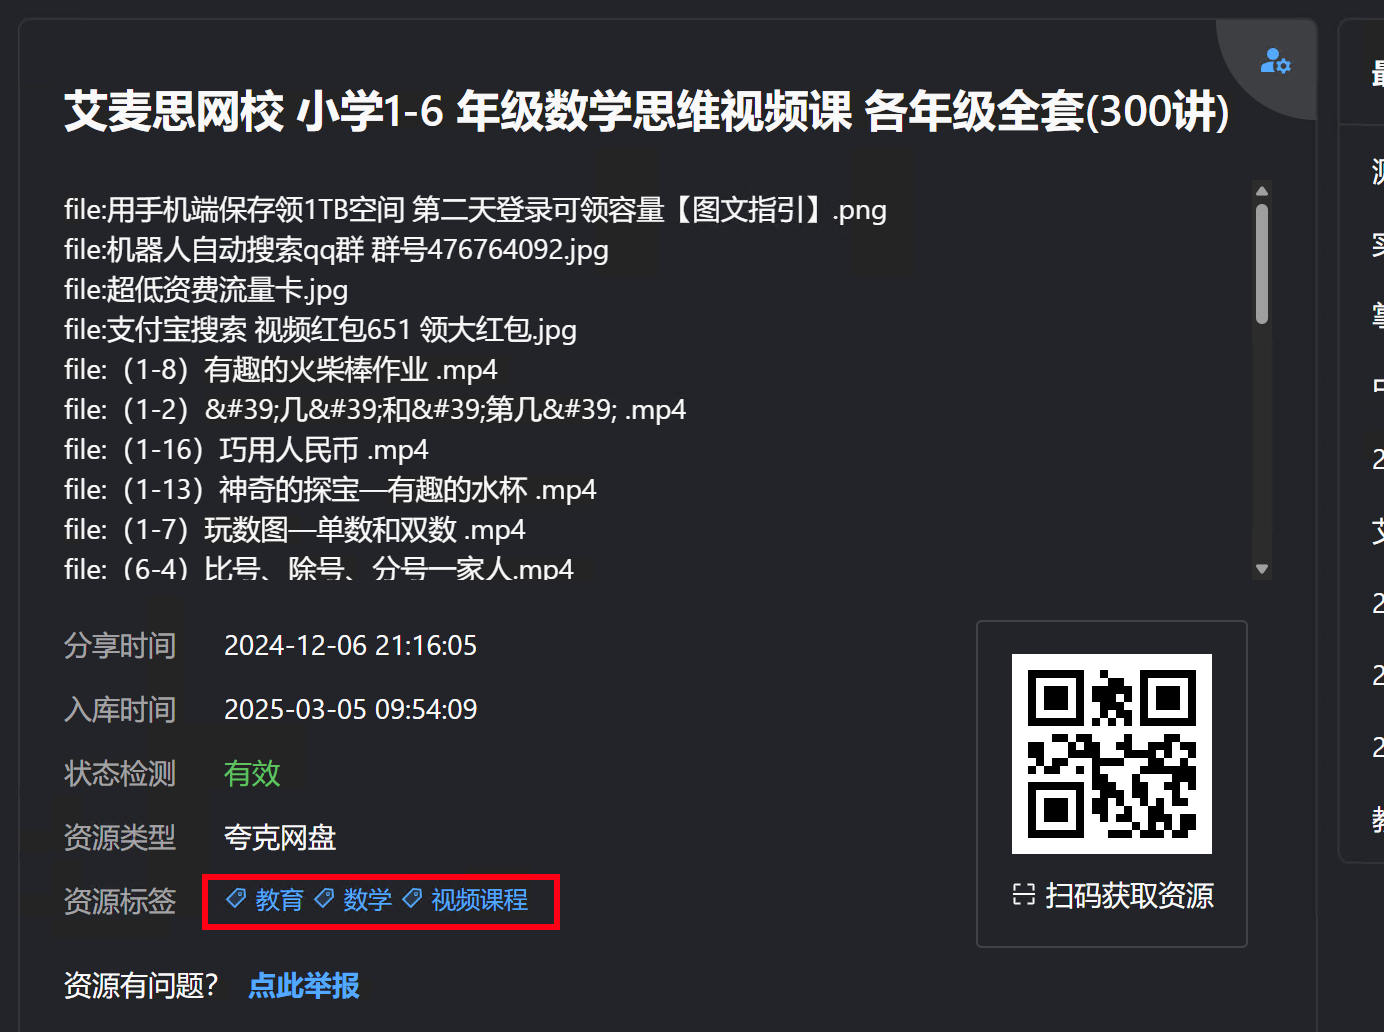 艾麦思网校 小学1-6 年级数学思维视频课 各年级全套(300讲)
file:用手机端保存领1TB空间 第二天登录可领容量【图文指引】.png
file:机器人自动搜索qq群 群号476764092.jpg
file:超低资费流量卡.jpg
file:支付宝搜索 视频红包651 领大红包.jpg
file:（1-8）有趣的火柴棒作业 .mp4
file:（1-2）&#39;几&#39;和&#39;第几&#39; .mp4
file:（1-16）巧用人民币 .mp4
file:（1-13）神奇的探宝—有趣的水杯 .mp4
file:（1-7）玩数图—单数和双数 .mp4
file:（6-4）比号、除号、分号一家人.mp4
分享时间 2024-12-06 21:16:05
入库时间 2025-03-05 09:54:09
状态检测 有效
资源类型 夸克网盘
资源标签 教育 数学 视频课程
扫码获取资源
资源有问题？ 点此举报
2
艾
2
2
2